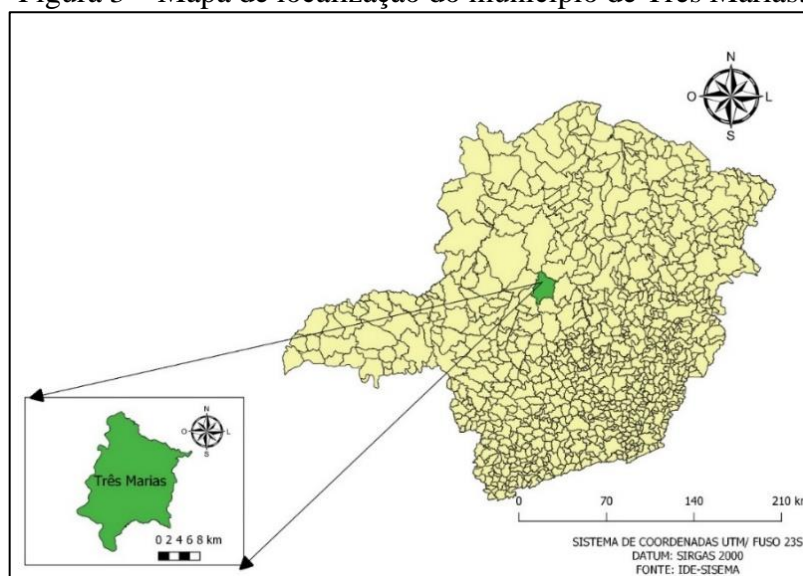 Figura 3 – Mapa de localização do município de Três Marias.
N
O L
S
N
O L
S
Três Marias
0 2 4 6 8 km
0 70 140 210 km
SISTEMA DE COORDENADAS UTM/ FUSO 23S
DATUM: SIRGAS 2000
FONTE: IDE-SISEMA